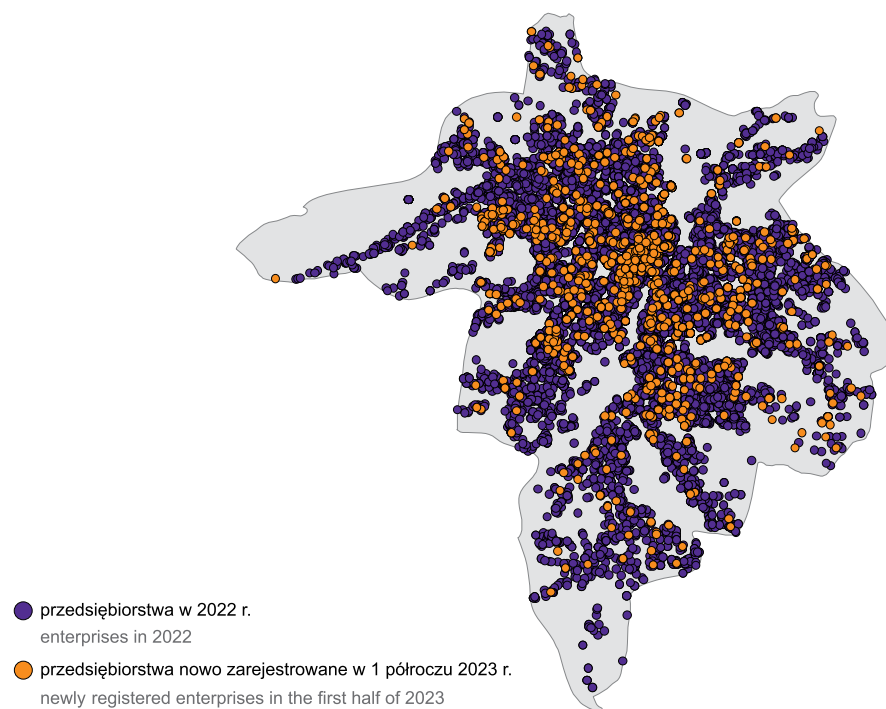 przedsiębiorstwa w 2022 r.
enterprises in 2022
przedsiębiorstwa nowo zarejestrowane w 1 półroczu 2023 r.
newly registered enterprises in the first half of 2023